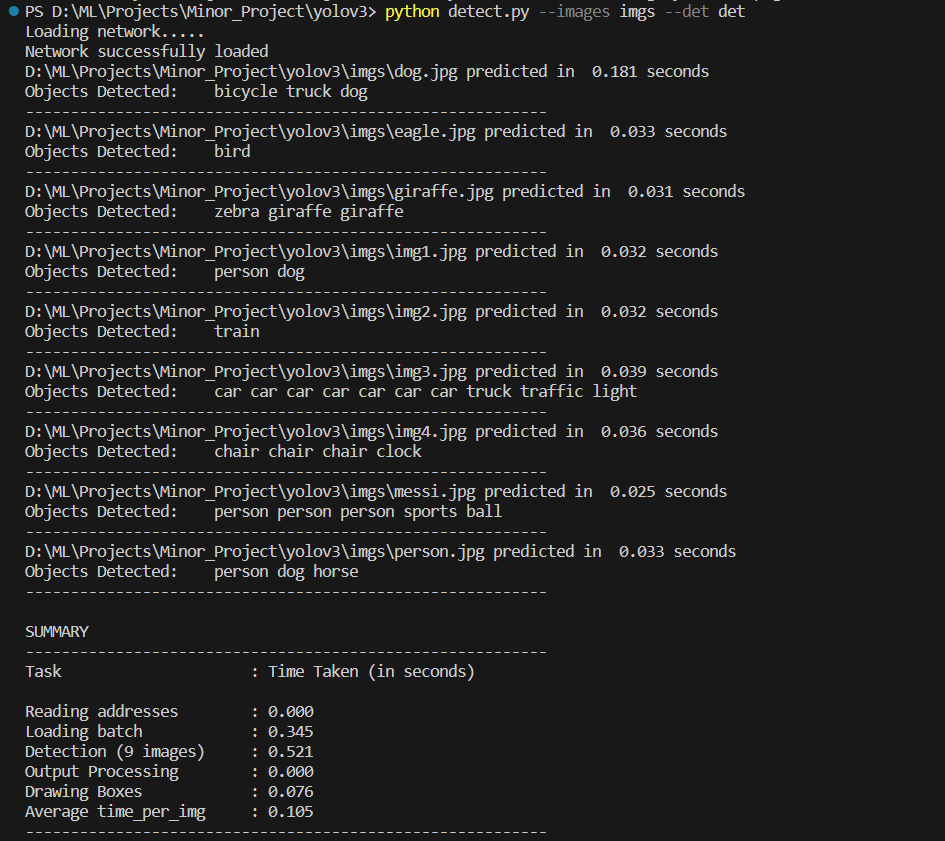 PS D:\ML\Projects\Minor_Project\yolov3> python detect.py --images imgs --det det
Loading network.....
Network successfully loaded
D:\ML\Projects\Minor_Project\yolov3\imgs\dog.jpg predicted in  0.181 seconds
Objects Detected:    bicycle truck dog
----------------------------------------------------------
D:\ML\Projects\Minor_Project\yolov3\imgs\eagle.jpg predicted in  0.033 seconds
Objects Detected:    bird
----------------------------------------------------------
D:\ML\Projects\Minor_Project\yolov3\imgs\giraffe.jpg predicted in  0.031 seconds
Objects Detected:    zebra giraffe giraffe
----------------------------------------------------------
D:\ML\Projects\Minor_Project\yolov3\imgs\img1.jpg predicted in  0.032 seconds
Objects Detected:    person dog
----------------------------------------------------------
D:\ML\Projects\Minor_Project\yolov3\imgs\img2.jpg predicted in  0.032 seconds
Objects Detected:    train
----------------------------------------------------------
D:\ML\Projects\Minor_Project\yolov3\imgs\img3.jpg predicted in  0.039 seconds
Objects Detected:    car car car car car car car truck traffic light
----------------------------------------------------------
D:\ML\Projects\Minor_Project\yolov3\imgs\img4.jpg predicted in  0.036 seconds
Objects Detected:    chair chair chair clock
----------------------------------------------------------
D:\ML\Projects\Minor_Project\yolov3\imgs\messi.jpg predicted in  0.025 seconds
Objects Detected:    person person person sports ball
----------------------------------------------------------
D:\ML\Projects\Minor_Project\yolov3\imgs\person.jpg predicted in  0.033 seconds
Objects Detected:    person dog horse
----------------------------------------------------------
SUMMARY
----------------------------------------------------------
Task                     : Time Taken (in seconds)
Reading addresses        : 0.000
Loading batch            : 0.345
Detection (9 images)     : 0.521
Output Processing        : 0.000
Drawing Boxes            : 0.076
Average time_per_img     : 0.105
----------------------------------------------------------